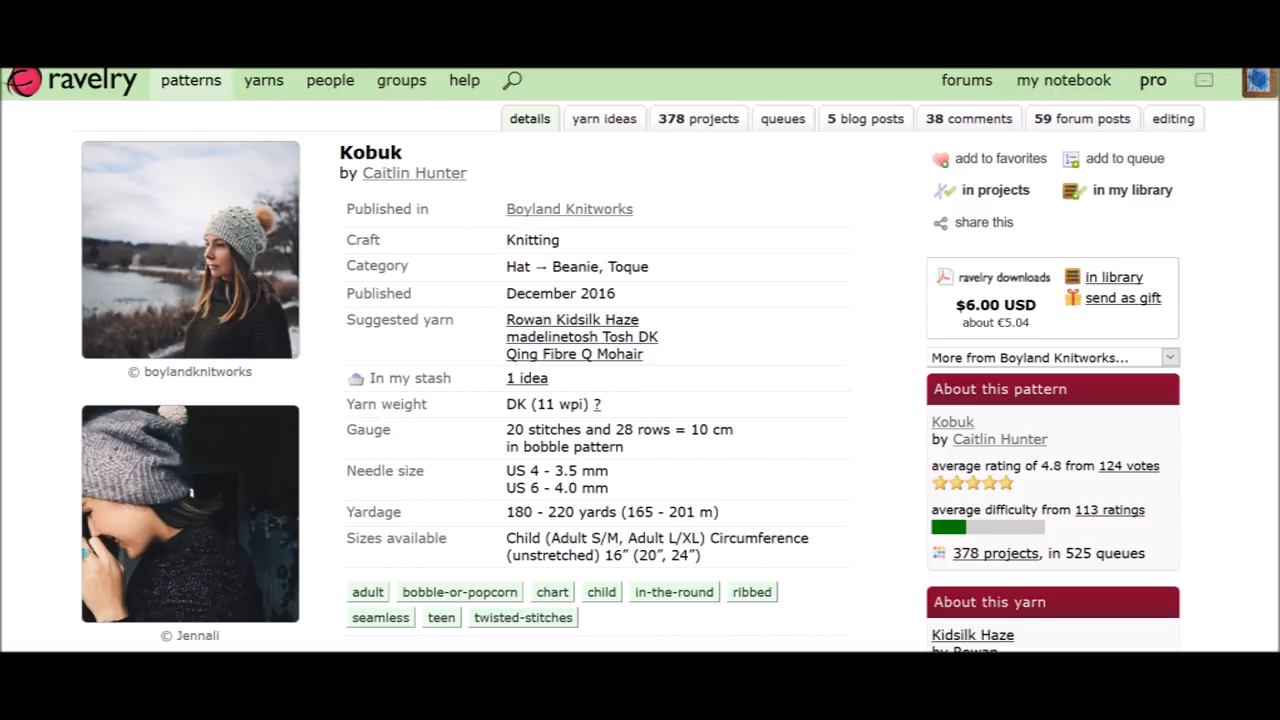 ravelry patterns yarns people groups help forums my notebook pro
details yarn ideas 378 projects queues 5 blog posts 38 comments 59 forum posts editing
Kobuk
by Caitlin Hunter
Published in Boyland Knitworks
Craft Knitting
Category Hat → Beanie, Toque
Published December 2016
Suggested yarn Rowan Kidsilk Haze
madelinetosh Tosh DK
Qing Fibre Q Mohair
In my stash 1 idea
Yarn weight DK (11 wpi) ?
Gauge 20 stitches and 28 rows = 10 cm
in bobble pattern
Needle size US 4 - 3.5 mm
US 6 - 4.0 mm
Yardage 180 - 220 yards (165 - 201 m)
Sizes available Child (Adult S/M, Adult L/XL) Circumference
(unstretched) 16” (20”, 24”)
adult bobble-or-popcorn chart child in-the-round ribbed
seamless teen twisted-stitches
© boylandknitworks
© Jennali
add to favorites add to queue
in projects in my library
share this
ravelry downloads in library
$6.00 USD send as gift
about €5.04
More from Boyland Knitworks...
About this pattern
Kobuk
by Caitlin Hunter
average rating of 4.8 from 124 votes
average difficulty from 113 ratings
378 projects, in 525 queues
About this yarn
Kidsilk Haze
by Rowan